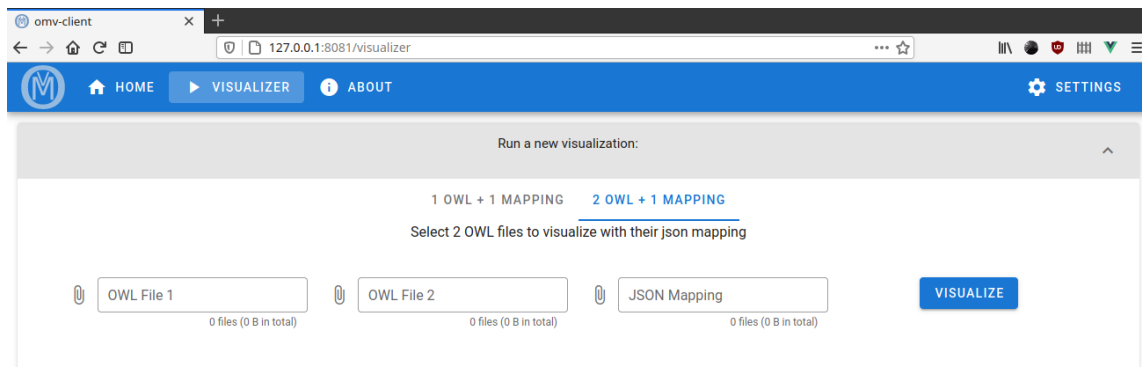 omv-client
127.0.0.1:8081/visualizer
HOME VISUALIZER ABOUT SETTINGS
Run a new visualization:
1 OWL + 1 MAPPING 2 OWL + 1 MAPPING
Select 2 OWL files to visualize with their json mapping
OWL File 1 OWL File 2 JSON Mapping VISUALIZE
0 files (0 B in total) 0 files (0 B in total) 0 files (0 B in total)